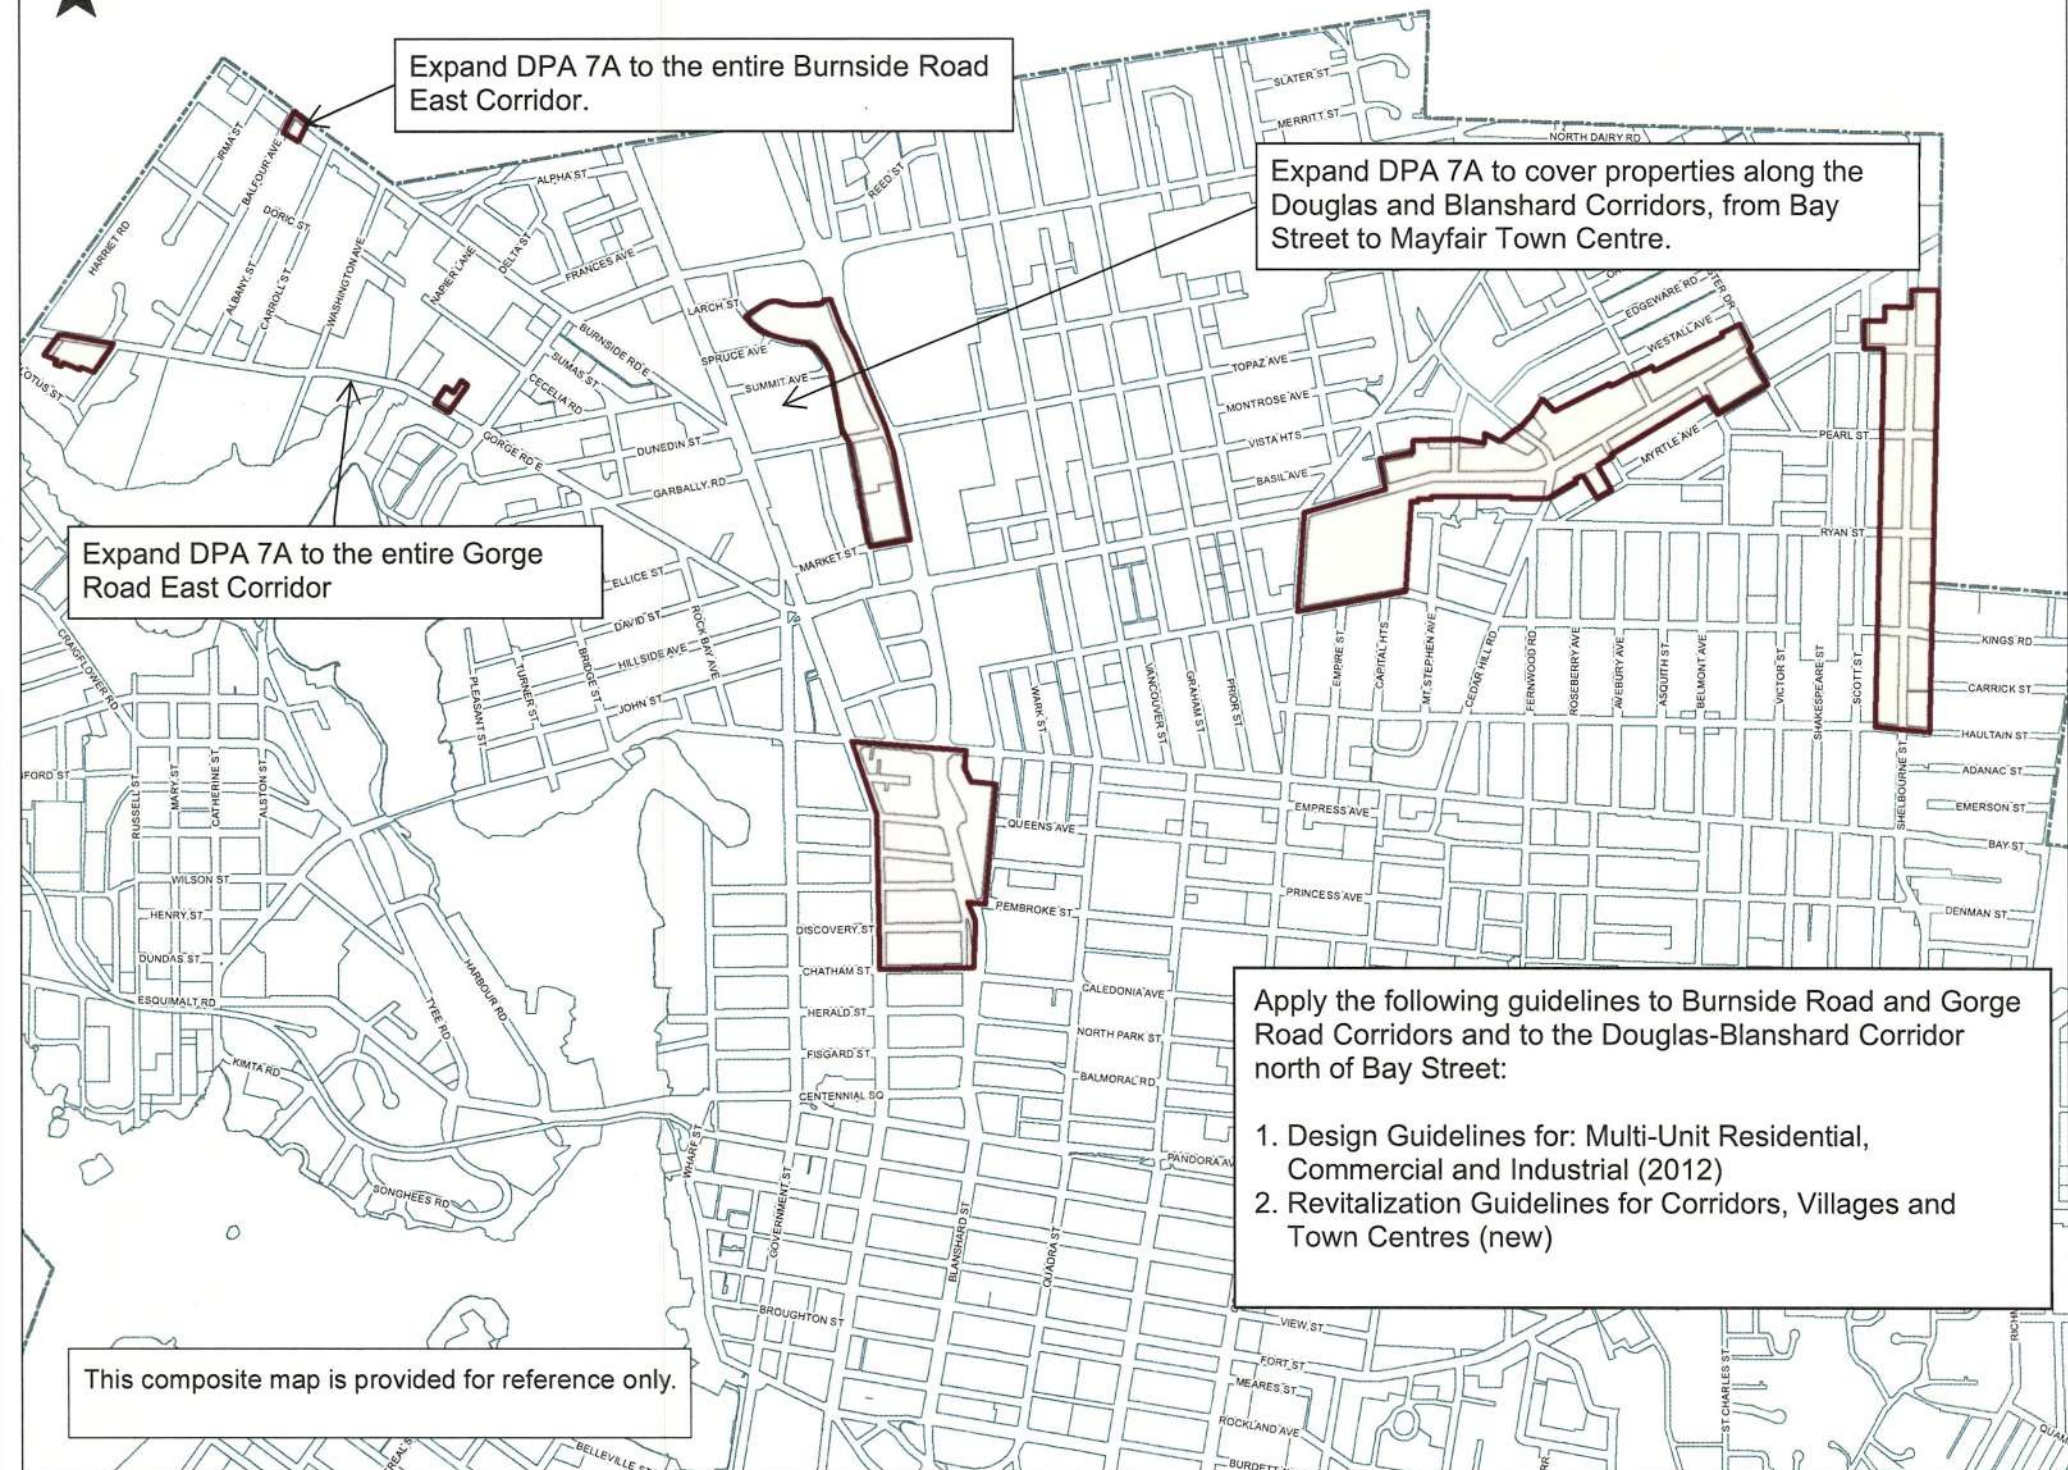 Expand DPA 7A to the entire Burnside Road
East Corridor.
SLATER ST
MERRITT ST
NORTH DAIRY RD
Expand DPA 7A to cover properties along the
Douglas and Blanshard Corridors, from Bay
Street to Mayfair Town Centre.
IRMA ST
BALFOUR AVE
ALPHA ST
REED ST
DORIC ST
HARRIET RD
ALBANY ST
CARROLL ST
WASHINGTON AVE
NAPIER LANE
DELTA ST
FRANCES AVE
EDGEWARE RD
WESTALL AVE
LARCH ST
BURNSIDE RD E
SPRUCE AVE
SUMAS ST
SUMMIT AVE
CECELIA RD
TOPAZ AVE
MONTROSE AVE
LOTUS ST
GORGE RD E
DUNEDIN ST
VISTA HTS
PEARL ST
MYRTLE AVE
GARBALLY RD
BASIL AVE
RYAN ST
Expand DPA 7A to the entire Gorge
Road East Corridor
MARKET ST
ELLICE ST
DAVID ST
ROCK BAY AVE
HILLSIDE AVE
CRAIGFLOWER RD
PLEASANT ST
TURNER ST
BRIDGE ST
JOHN ST
WARK ST
VANCOUVER ST
GRAHAM ST
PRIOR ST
EMPIRE ST
CAPITAL HTS
MT STEPHEN AVE
CEDAR HILL RD
FERNWOOD RD
ROSEBERRY AVE
AVEBURY AVE
ASQUITH ST
BELMONT AVE
VICTOR ST
SHAKESPEARE ST
SCOTT ST
KINGS RD
CARRICK ST
HAULTAIN ST
ADANAC ST
SHELBOURNE ST
EMERSON ST
BAY ST
FORD ST
RUSSELL ST
MARY ST
CATHERINE ST
ALSTON ST
EMPRESS AVE
QUEENS AVE
WILSON ST
PRINCESS AVE
HENRY ST
PEMBROKE ST
DENMAN ST
DISCOVERY ST
DUNDAS ST
CHATHAM ST
HARBOUR RD
TYEE RD
ESQUIMALT RD
CALEDONIA AVE
HERALD ST
NORTH PARK ST
FISGARD ST
KIMTA RD
BALMORAL RD
CENTENNIAL SQ
Apply the following guidelines to Burnside Road and Gorge
Road Corridors and to the Douglas-Blanshard Corridor
north of Bay Street:
1. Design Guidelines for: Multi-Unit Residential,
Commercial and Industrial (2012)
2. Revitalization Guidelines for Corridors, Villages and
Town Centres (new)
WHARF ST
PANDORA AV
SONGHEES RD
GOVERNMENT ST
BLANSHARD ST
QUADRA ST
BROUGHTON ST
VIEW ST
FORT ST
MEARES ST
ROCKLAND AVE
ST CHARLES ST
RICHM
This composite map is provided for reference only.
BELLEVILLE ST
BURDETT
QUAM